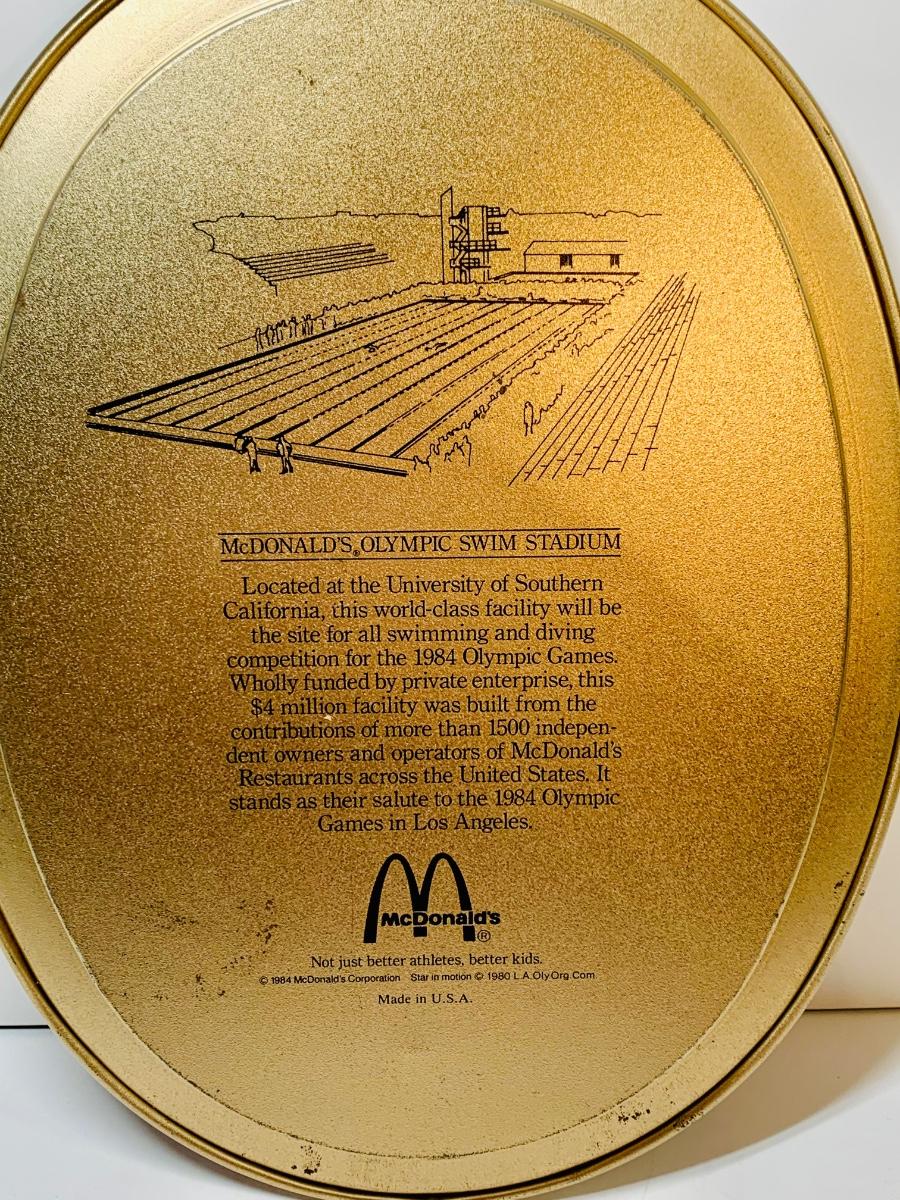 McDONALD'S® OLYMPIC SWIM STADIUM
Located at the University of Southern
California, this world-class facility will be
the site for all swimming and diving
competition for the 1984 Olympic Games.
Wholly funded by private enterprise, this
$4 million facility was built from the
contributions of more than 1500 indepen-
dent owners and operators of McDonald's
Restaurants across the United States. It
stands as their salute to the 1984 Olympic
Games in Los Angeles.
McDonald's
®
Not just better athletes, better kids.
© 1984 McDonald's Corporation Star in motion © 1980 L.A.Oly.Org.Com.
Made in U.S.A.